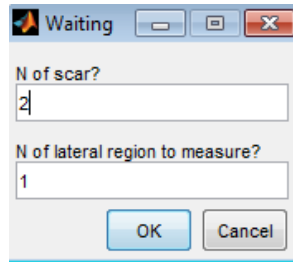 Waiting
N of scar?
2
N of lateral region to measure?
1
OK
Cancel